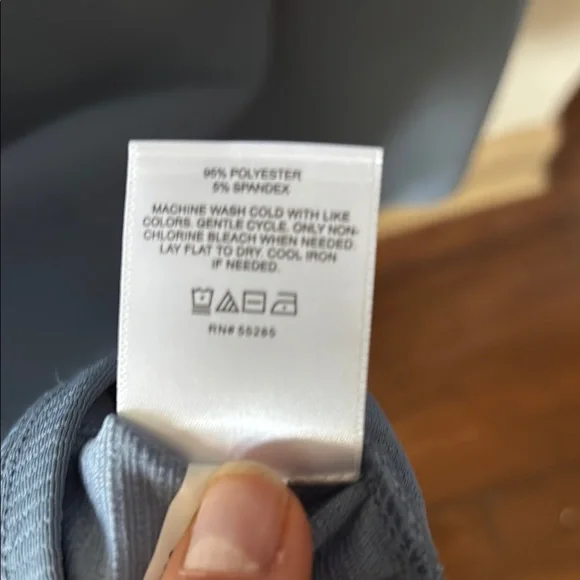 95% POLYESTER
5% SPANDEX
MACHINE WASH COLD WITH LIKE
COLORS. GENTLE CYCLE. ONLY NON-
CHLORINE BLEACH WHEN NEEDED.
LAY FLAT TO DRY. COOL IRON
IF NEEDED.
RN# 55285